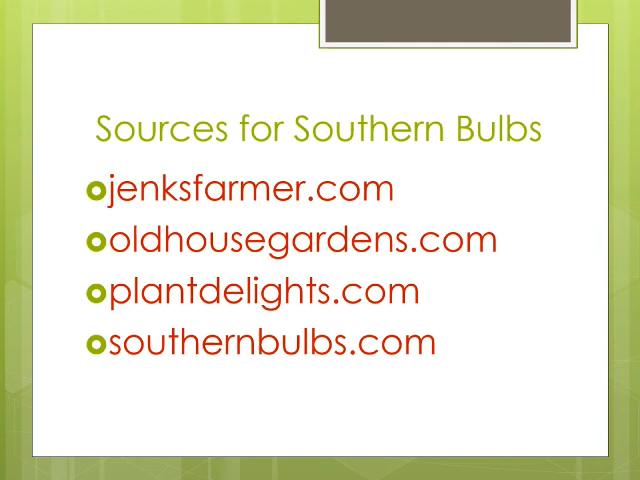 Sources for Southern Bulbs
jenksfarmer.com
oldhousegardens.com
plantdelights.com
southernbulbs.com